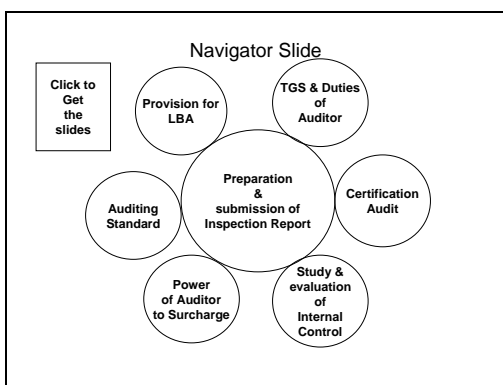 Navigator Slide
Click to
Get
the
slides
Provision for
LBA
TGS & Duties
of
Auditor
Preparation
&
submission of
Inspection Report
Auditing
Standard
Certification
Audit
Power
of Auditor
to Surcharge
Study &
evaluation
of
Internal
Control